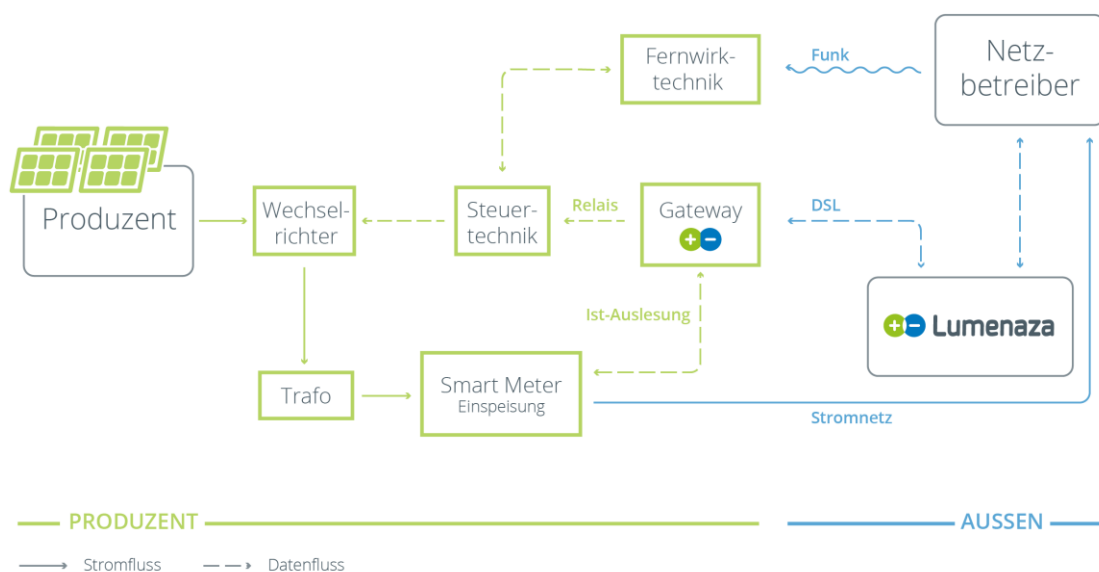 Fernwirk-
technik
Funk
Netz-
betreiber
Produzent
Wechsel-
richter
Steuer-
technik
Relais
Gateway
DSL
Lumenaza
Ist-Auslesung
Trafo
Smart Meter
Einspeisung
Stromnetz
PRODUZENT
AUSSEN
Stromfluss
Datenfluss